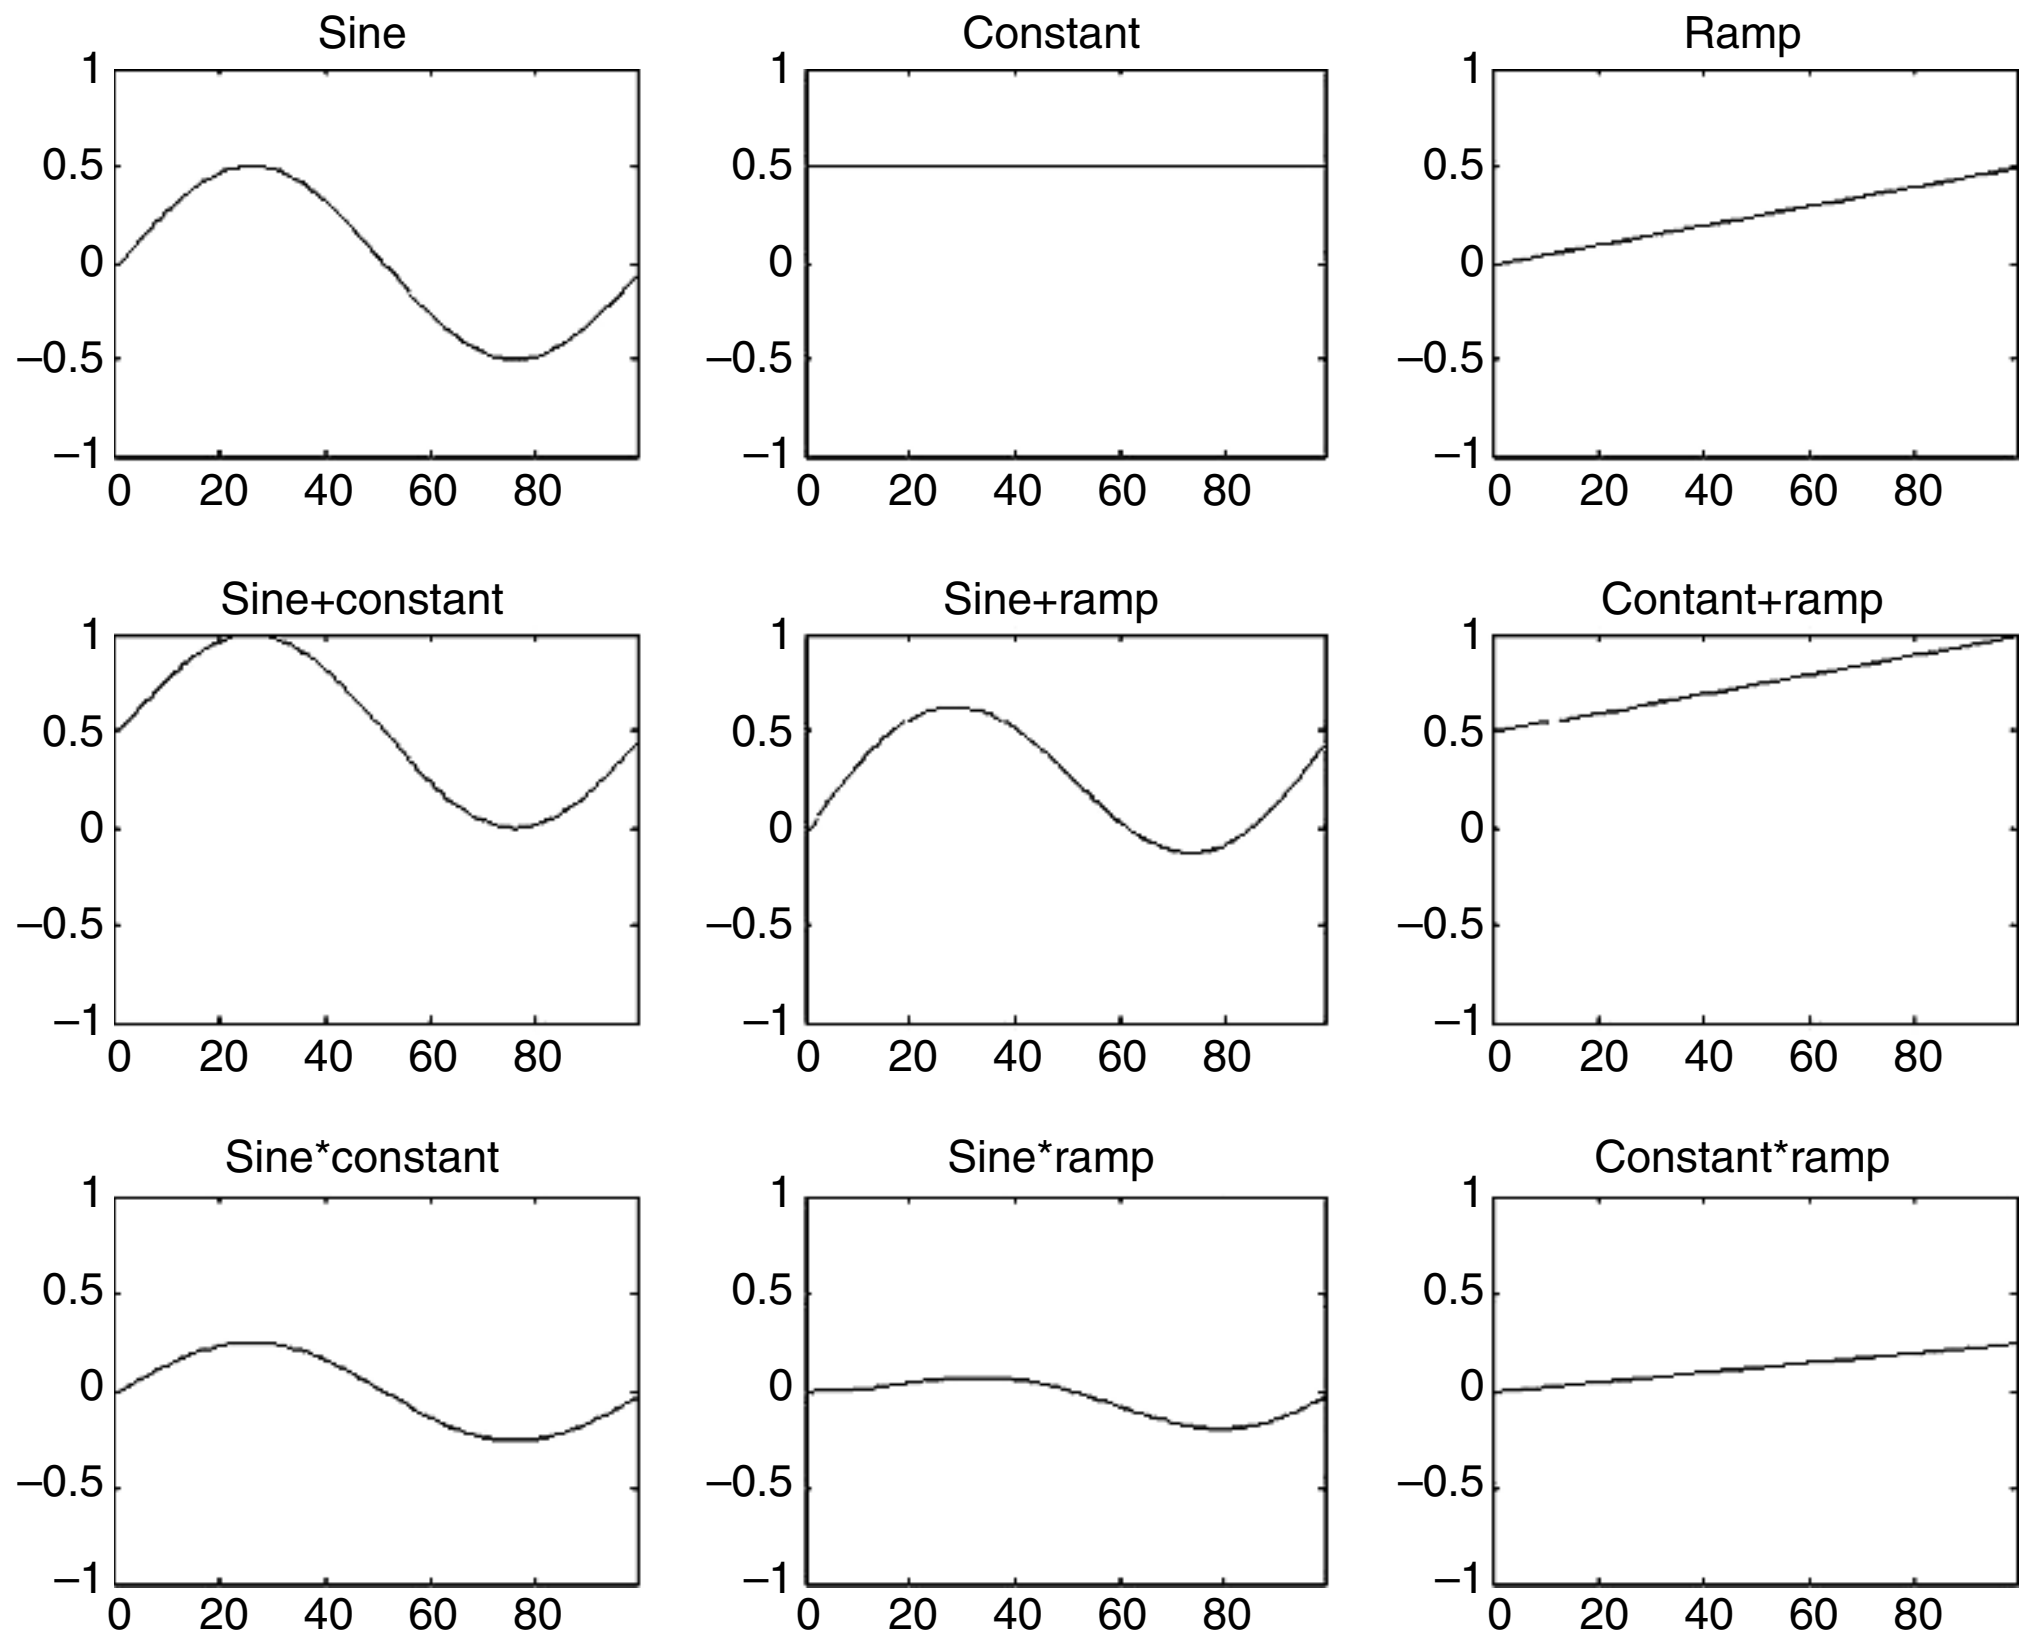 Sine Constant Ramp
1 1 1
0.5 0.5 0.5
0 0 0
–0.5 –0.5 –0.5
–1 –1 –1
0 20 40 60 80 0 20 40 60 80 0 20 40 60 80
Sine+constant Sine+ramp Contant+ramp
1 1 1
0.5 0.5 0.5
0 0 0
–0.5 –0.5 –0.5
–1 –1 –1
0 20 40 60 80 0 20 40 60 80 0 20 40 60 80
Sine*constant Sine*ramp Constant*ramp
1 1 1
0.5 0.5 0.5
0 0 0
–0.5 –0.5 –0.5
–1 –1 –1
0 20 40 60 80 0 20 40 60 80 0 20 40 60 80